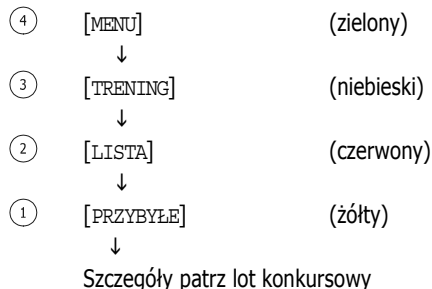 4 [MENU] (zielony)
↓
3 [TRENING] (niebieski)
↓
2 [LISTA] (czerwony)
↓
1 [PRZYBYŁE] (żółty)
↓
Szczegóły patrz lot konkursowy